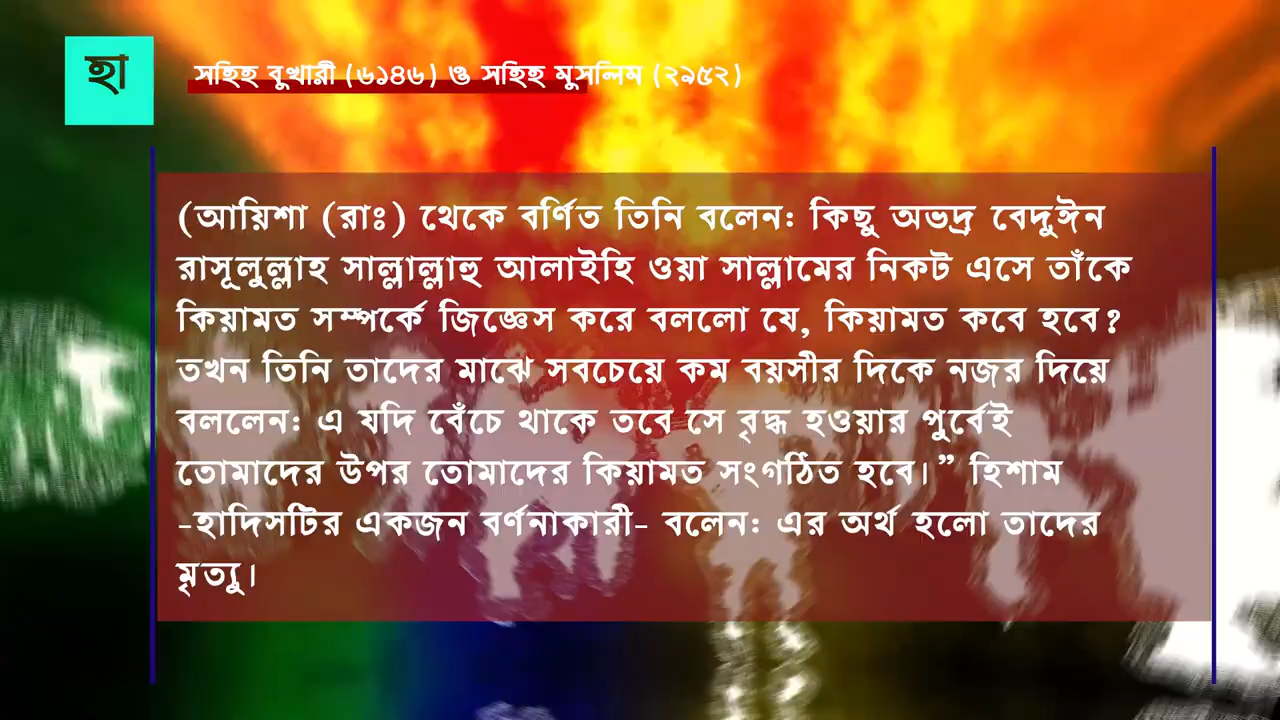 হা
সহিহ বুখারী (৬১৪৬) ও সহিহ মুসলিম (২৯৫২)
(আয়িশা (রাঃ) থেকে বর্ণিত তিনি বলেন: কিছু অভদ্র বেদুঈন
রাসূলুল্লাহ সাল্লাল্লাহু আলাইহি ওয়া সাল্লামের নিকট এসে তাঁকে
কিয়ামত সম্পর্কে জিজ্ঞেস করে বললো যে, কিয়ামত কবে হবে?
তখন তিনি তাদের মাঝে সবচেয়ে কম বয়সীর দিকে নজর দিয়ে
বললেন: এ যদি বেঁচে থাকে তবে সে বৃদ্ধ হওয়ার পুর্বেই
তোমাদের উপর তোমাদের কিয়ামত সংগঠিত হবে।” হিশাম
-হাদিসটির একজন বর্ণনাকারী- বলেন: এর অর্থ হলো তাদের
মৃত্যু।